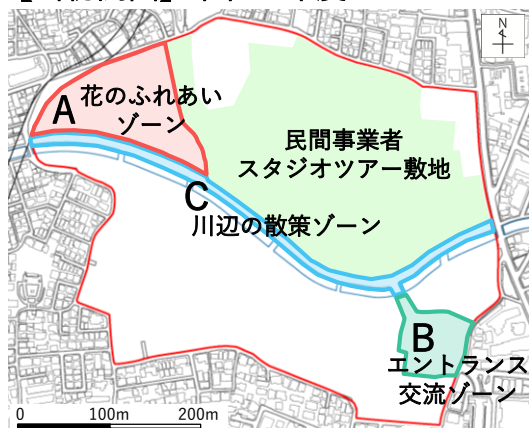 N
A
花のふれあい
ゾーン
民間事業者
スタジオツアー敷地
C
川辺の散策ゾーン
B
エントランス
交流ゾーン
0 100m 200m